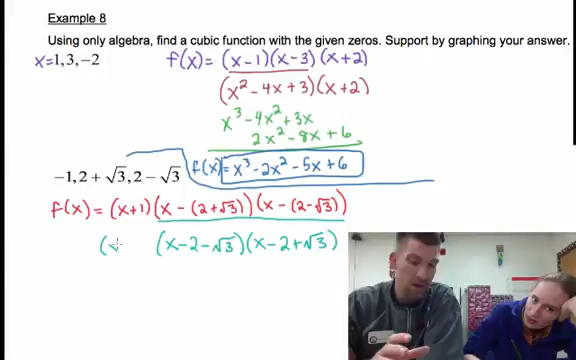 Example 8
Using only algebra, find a cubic function with the given zeros. Support by graphing your answer.
x=1,3,-2 f(x)= (x-1)(x-3)(x+2)
(x²-4x+3)(x+2)
x³-4x²+3x
2x²-8x+6
f(x)=x³-2x²-5x+6
-1, 2 + √3, 2 - √3
f(x) = (x+1)(x-(2+√3))(x-(2-√3))
(x-2-√3)(x-2+√3)